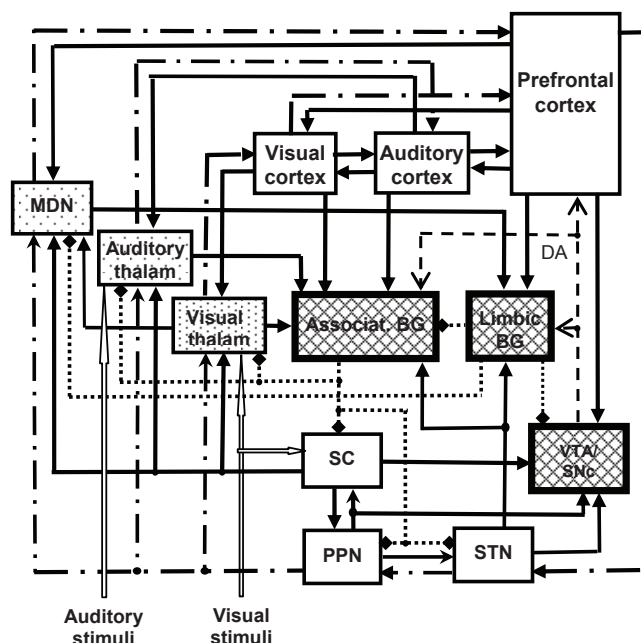 Prefrontal
cortex
Visual
cortex
Auditory
cortex
MDN
Auditory
thalam
DA
Visual
thalam
Associat. BG
Limbic
BG
SC
VTA/
SNc
PPN
STN
Auditory
stimuli
Visual
stimuli